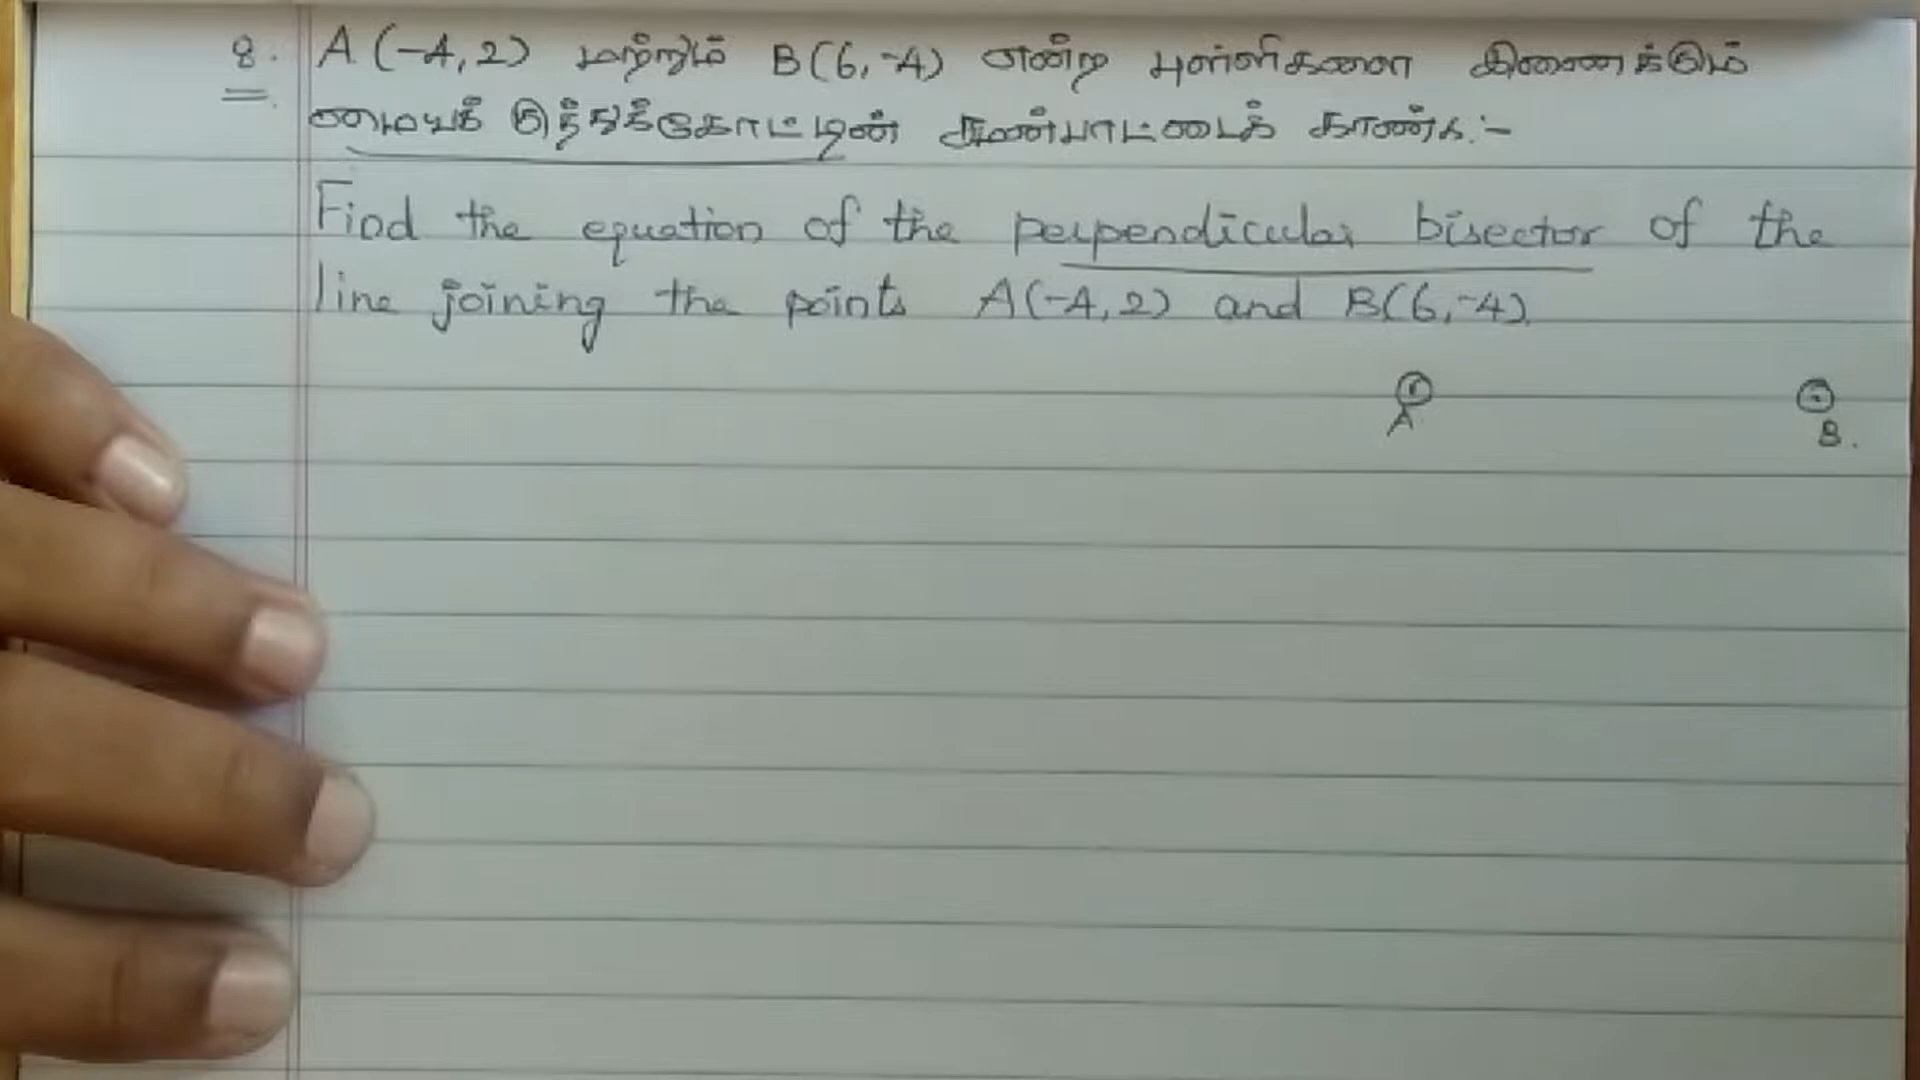 8. A (-4, 2) மற்றும் B(6, -4) என்ற புள்ளிகளை இணைக்கும்
மையக் குத்துக்கோட்டின் சமன்பாட்டைக் காண்க:-
Find the equation of the perpendicular bisector of the
line joining the points A(-4, 2) and B(6, -4).
A B.